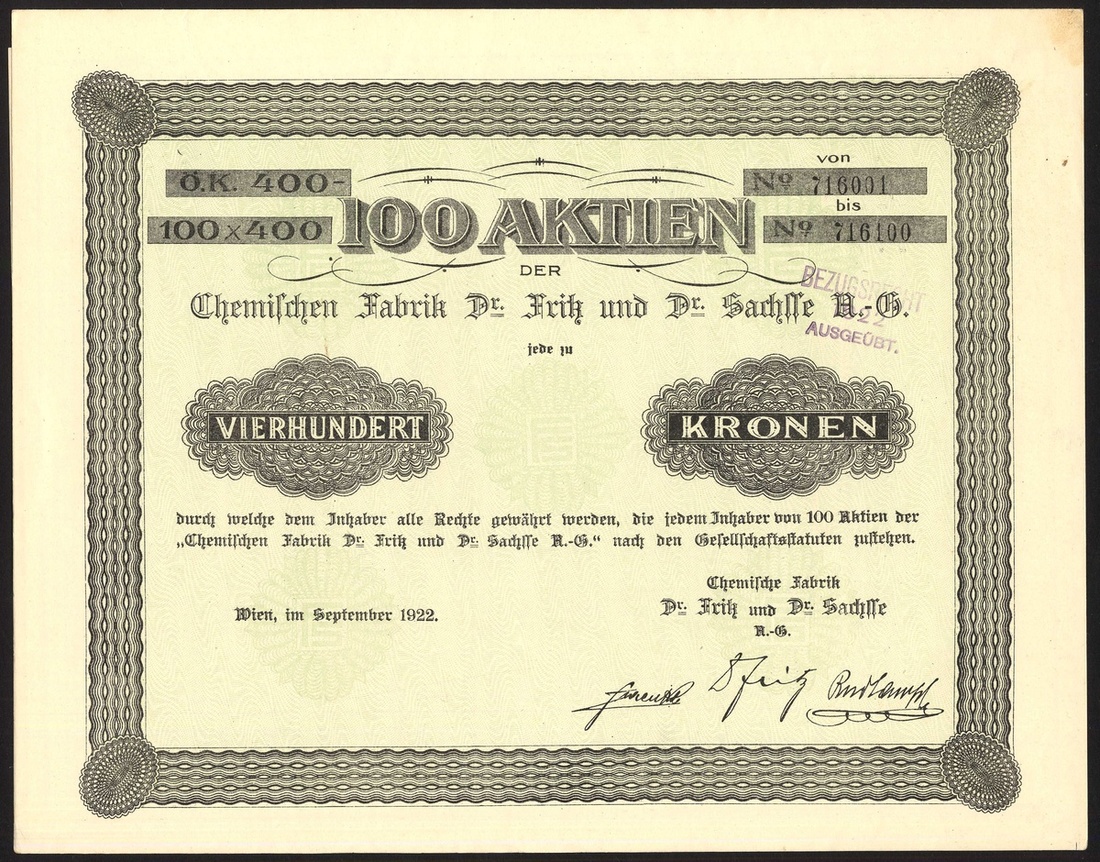 Ö.K. 400-
100x400
von
No 716001
bis
No 716100
100 AKTIEN
DER
Chemischen Fabrik Dr. Fritz und Dr. Sachsse A.-G.
BEZUGSRECHT
1922
AUSGEÜBT.
jede zu
VIERHUNDERT
KRONEN
durch welche dem Inhaber alle Rechte gewährt werden, die jedem Inhaber von 100 Aktien der
„Chemischen Fabrik Dr. Fritz und Dr. Sachsse A.-G.“ nach den Gesellschaftsstatuten zustehen.
Wien, im September 1922.
Chemische Fabrik
Dr. Fritz und Dr. Sachsse
A.-G.
D Fritz